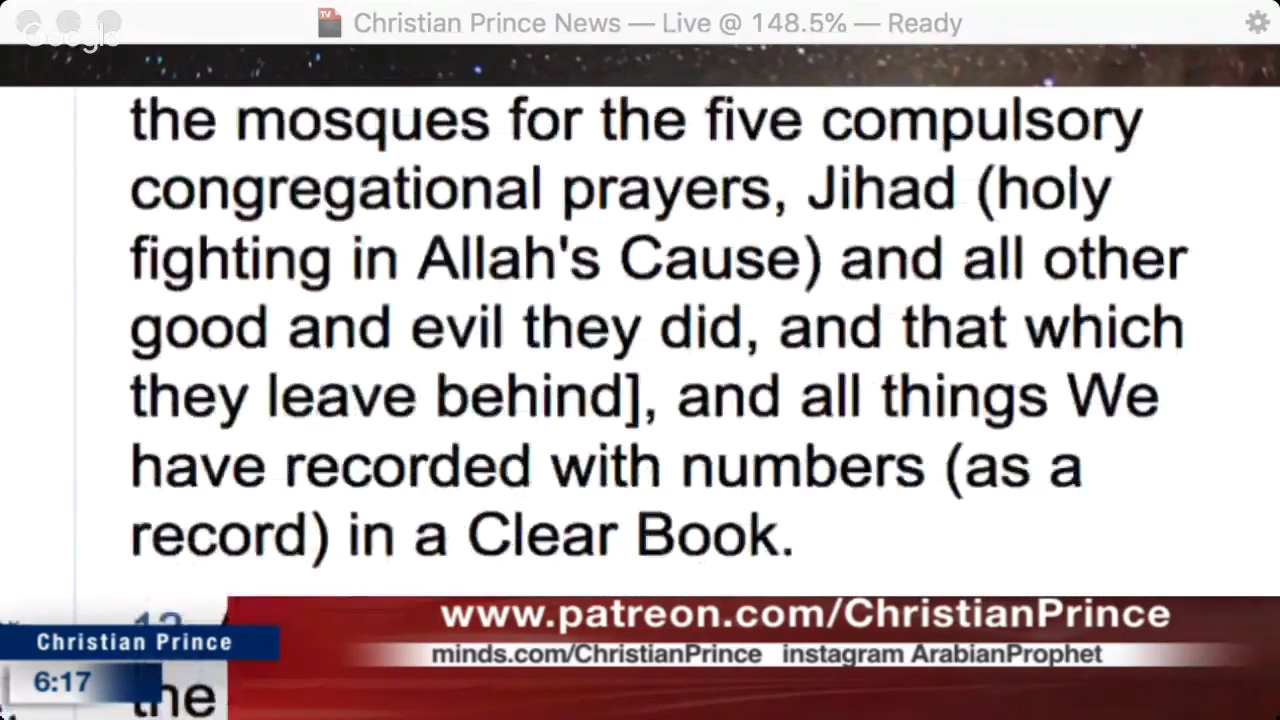 Christian Prince News — Live @ 148.5% — Ready
Google
the mosques for the five compulsory
congregational prayers, Jihad (holy
fighting in Allah's Cause) and all other
good and evil they did, and that which
they leave behind], and all things We
have recorded with numbers (as a
record) in a Clear Book.
www.patreon.com/ChristianPrince
Christian Prince
minds.com/ChristianPrince instagram ArabianProphet
6:17
the